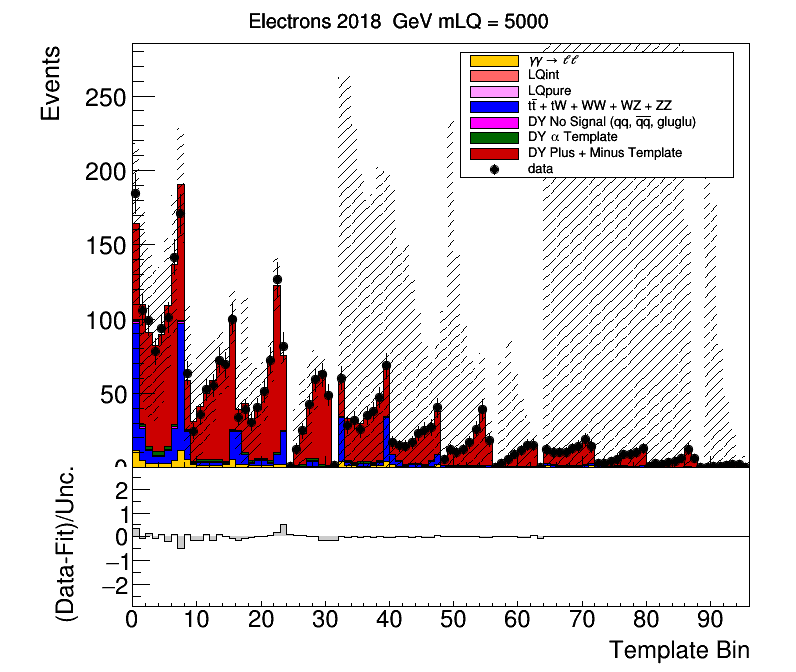 Electrons 2018 GeV mLQ = 5000
Events
250
200
150
100
50
0
γγ → ℓℓ
LQint
LQpure
tt̅ + tW + WW + WZ + ZZ
DY No Signal (qq, q̅q̅, gluglu)
DY α Template
DY Plus + Minus Template
data
(Data-Fit)/Unc.
2
1
0
−1
−2
0 10 20 30 40 50 60 70 80 90
Template Bin